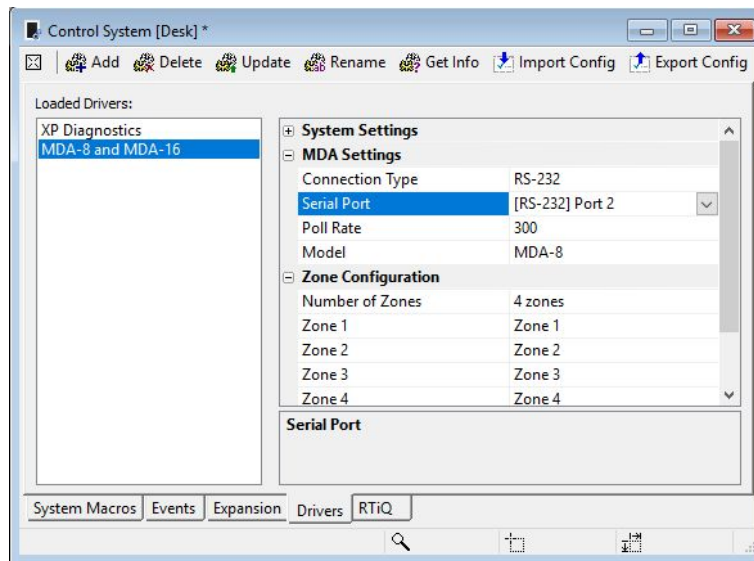 Control System [Desk] *
Add Delete Update Rename Get Info Import Config Export Config
Loaded Drivers:
XP Diagnostics
MDA-8 and MDA-16
System Settings
MDA Settings
Connection Type RS-232
Serial Port [RS-232] Port 2
Poll Rate 300
Model MDA-8
Zone Configuration
Number of Zones 4 zones
Zone 1 Zone 1
Zone 2 Zone 2
Zone 3 Zone 3
Zone 4 Zone 4
Serial Port
System Macros Events Expansion Drivers RTiQ